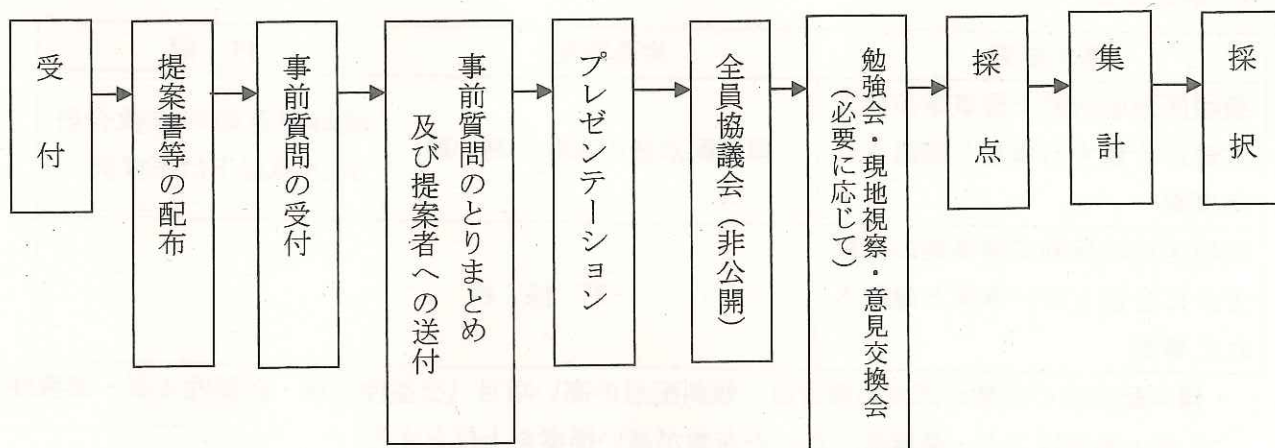 受付
提案書等の配布
事前質問の受付
事前質問のとりまとめ
及び提案者への送付
プレゼンテーション
全員協議会（非公開）
勉強会・現地視察・意見交換会
（必要に応じて）
採点
集計
採択